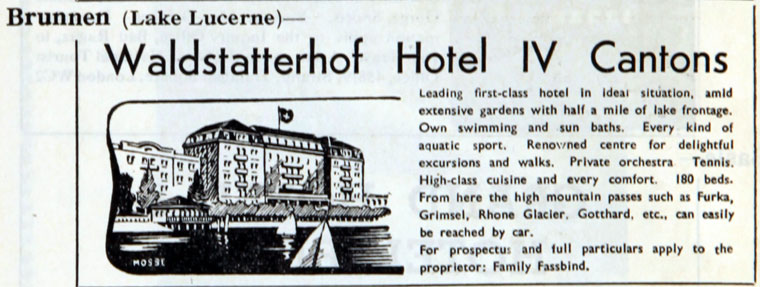 Brunnen (Lake Lucerne)—
Waldstatterhof Hotel IV Cantons
Leading first-class hotel in ideal situation, amid
extensive gardens with half a mile of lake frontage.
Own swimming and sun baths. Every kind of
aquatic sport. Renowned centre for delightful
excursions and walks. Private orchestra Tennis.
High-class cuisine and every comfort. 180 beds.
From here the high mountain passes such as Furka,
Grimsel, Rhone Glacier, Gotthard, etc., can easily
be reached by car.
For prospectus and full particulars apply to the
proprietor: Family Fassbind.
MOSSE